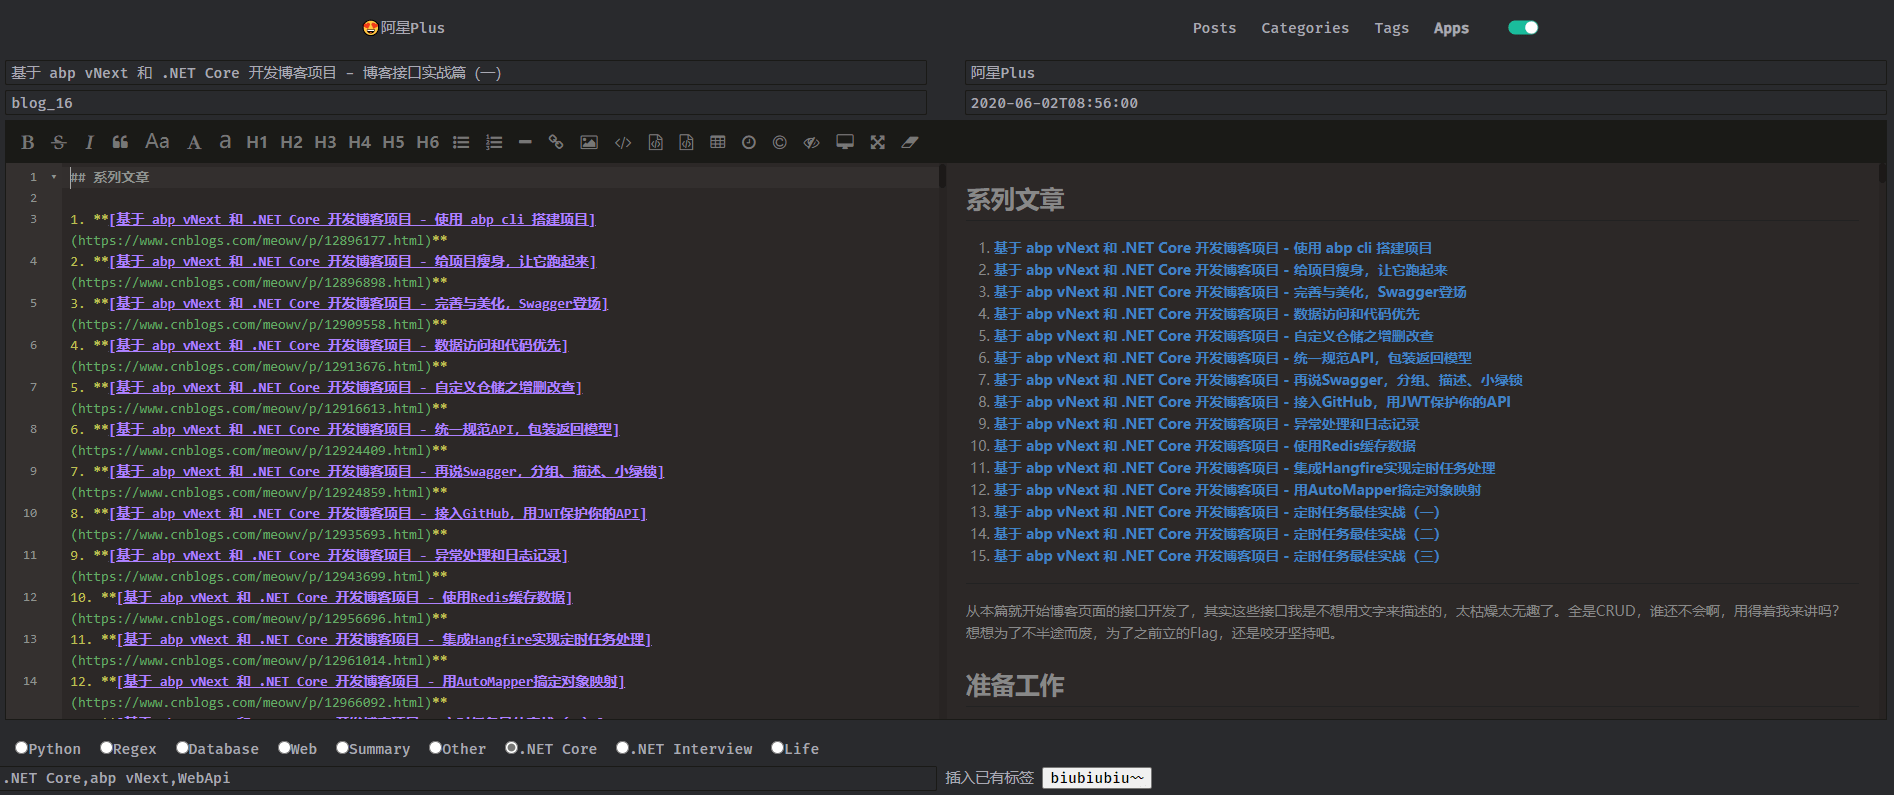 😍阿星Plus
Posts Categories Tags Apps
基于 abp vNext 和 .NET Core 开发博客项目 - 博客接口实战篇（一）
阿星Plus
blog_16
2020-06-02T08:56:00
B S I Aa A a H1 H2 H3 H4 H5 H6
1 ## 系列文章
2
3 1. **[基于 abp vNext 和 .NET Core 开发博客项目 - 使用 abp cli 搭建项目]
(https://www.cnblogs.com/meowv/p/12896177.html)**
4 2. **[基于 abp vNext 和 .NET Core 开发博客项目 - 给项目瘦身，让它跑起来]
(https://www.cnblogs.com/meowv/p/12896898.html)**
5 3. **[基于 abp vNext 和 .NET Core 开发博客项目 - 完善与美化，Swagger登场]
(https://www.cnblogs.com/meowv/p/12909558.html)**
6 4. **[基于 abp vNext 和 .NET Core 开发博客项目 - 数据访问和代码优先]
(https://www.cnblogs.com/meowv/p/12913676.html)**
7 5. **[基于 abp vNext 和 .NET Core 开发博客项目 - 自定义仓储之增删改查]
(https://www.cnblogs.com/meowv/p/12916613.html)**
8 6. **[基于 abp vNext 和 .NET Core 开发博客项目 - 统一规范API，包装返回模型]
(https://www.cnblogs.com/meowv/p/12924409.html)**
9 7. **[基于 abp vNext 和 .NET Core 开发博客项目 - 再说Swagger，分组、描述、小绿锁]
(https://www.cnblogs.com/meowv/p/12924859.html)**
10 8. **[基于 abp vNext 和 .NET Core 开发博客项目 - 接入GitHub，用JWT保护你的API]
(https://www.cnblogs.com/meowv/p/12935693.html)**
11 9. **[基于 abp vNext 和 .NET Core 开发博客项目 - 异常处理和日志记录]
(https://www.cnblogs.com/meowv/p/12943699.html)**
12 10. **[基于 abp vNext 和 .NET Core 开发博客项目 - 使用Redis缓存数据]
(https://www.cnblogs.com/meowv/p/12956696.html)**
13 11. **[基于 abp vNext 和 .NET Core 开发博客项目 - 集成Hangfire实现定时任务处理]
(https://www.cnblogs.com/meowv/p/12961014.html)**
14 12. **[基于 abp vNext 和 .NET Core 开发博客项目 - 用AutoMapper搞定对象映射]
(https://www.cnblogs.com/meowv/p/12966092.html)**
系列文章
1. 基于 abp vNext 和 .NET Core 开发博客项目 - 使用 abp cli 搭建项目
2. 基于 abp vNext 和 .NET Core 开发博客项目 - 给项目瘦身，让它跑起来
3. 基于 abp vNext 和 .NET Core 开发博客项目 - 完善与美化，Swagger登场
4. 基于 abp vNext 和 .NET Core 开发博客项目 - 数据访问和代码优先
5. 基于 abp vNext 和 .NET Core 开发博客项目 - 自定义仓储之增删改查
6. 基于 abp vNext 和 .NET Core 开发博客项目 - 统一规范API，包装返回模型
7. 基于 abp vNext 和 .NET Core 开发博客项目 - 再说Swagger，分组、描述、小绿锁
8. 基于 abp vNext 和 .NET Core 开发博客项目 - 接入GitHub，用JWT保护你的API
9. 基于 abp vNext 和 .NET Core 开发博客项目 - 异常处理和日志记录
10. 基于 abp vNext 和 .NET Core 开发博客项目 - 使用Redis缓存数据
11. 基于 abp vNext 和 .NET Core 开发博客项目 - 集成Hangfire实现定时任务处理
12. 基于 abp vNext 和 .NET Core 开发博客项目 - 用AutoMapper搞定对象映射
13. 基于 abp vNext 和 .NET Core 开发博客项目 - 定时任务最佳实战（一）
14. 基于 abp vNext 和 .NET Core 开发博客项目 - 定时任务最佳实战（二）
15. 基于 abp vNext 和 .NET Core 开发博客项目 - 定时任务最佳实战（三）
从本篇就开始博客页面的接口开发了，其实这些接口我是不想用文字来描述的，太枯燥太无趣了。全是CRUD，谁还不会啊，用得着我来讲吗？
想想为了不半途而废，为了之前立的Flag，还是咬牙坚持吧。
准备工作
Python Regex Database Web Summary Other .NET Core .NET Interview Life
.NET Core,abp vNext,WebApi
插入已有标签 biubiubiu~~